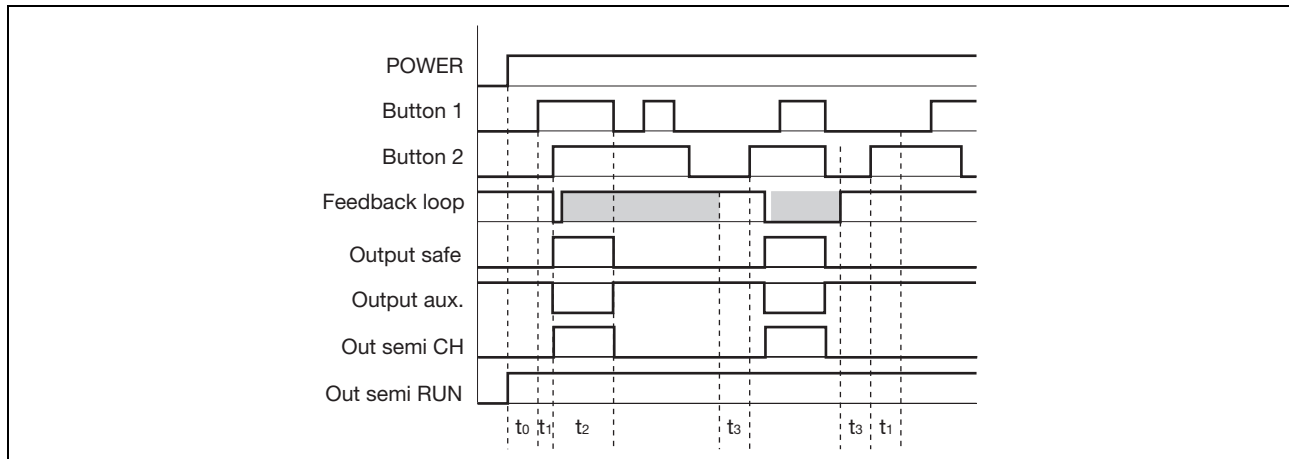 POWER
Button 1
Button 2
Feedback loop
Output safe
Output aux.
Out semi CH
Out semi RUN
t0 t1 t2 t3 t3 t1